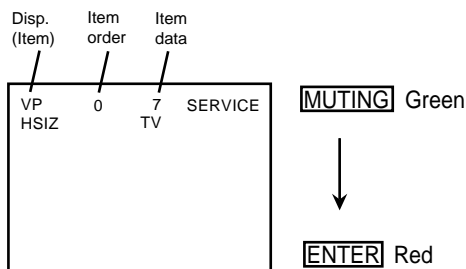 Disp. Item Item
(Item) order data
VP 0 7 SERVICE
HSIZ TV
MUTING Green
ENTER Red